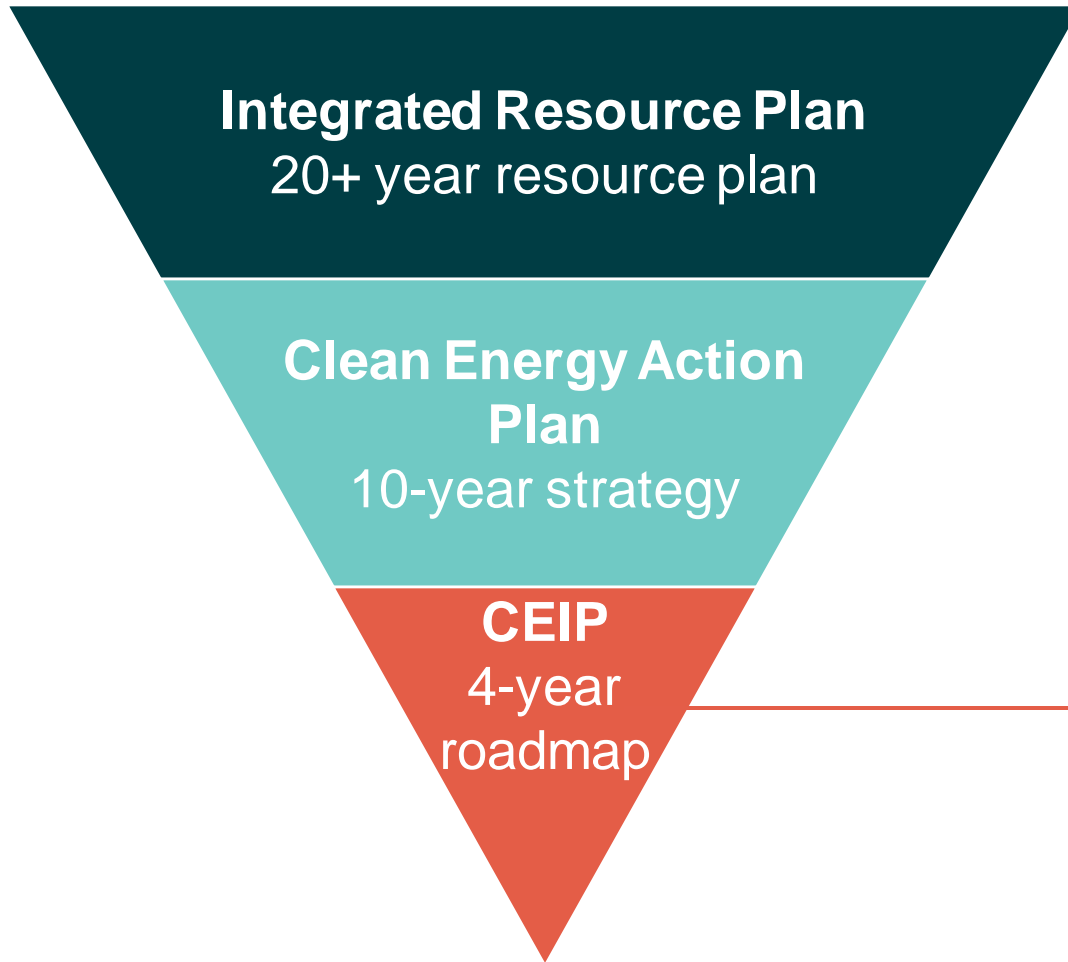 Integrated Resource Plan
20+ year resource plan
Clean Energy Action
Plan
10-year strategy
CEIP
4-year
roadmap